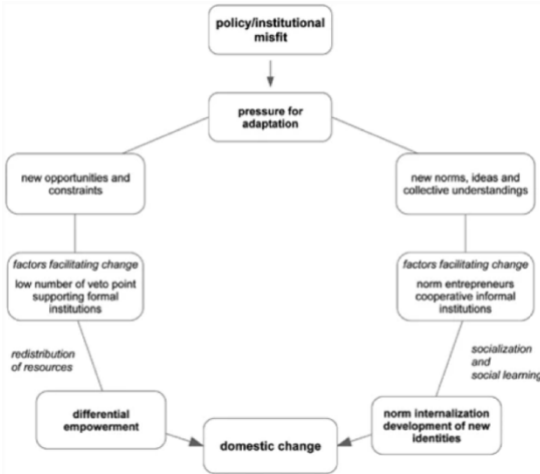 policy/institutional
misfit
pressure for
adaptation
new opportunities and
constraints
new norms, ideas and
collective understandings
factors facilitating change
low number of veto point
supporting formal
institutions
factors facilitating change
norm entrepreneurs
cooperative informal
institutions
redistribution
of resources
socialization
and
social learning
differential
empowerment
domestic change
norm internalization
development of new
identities